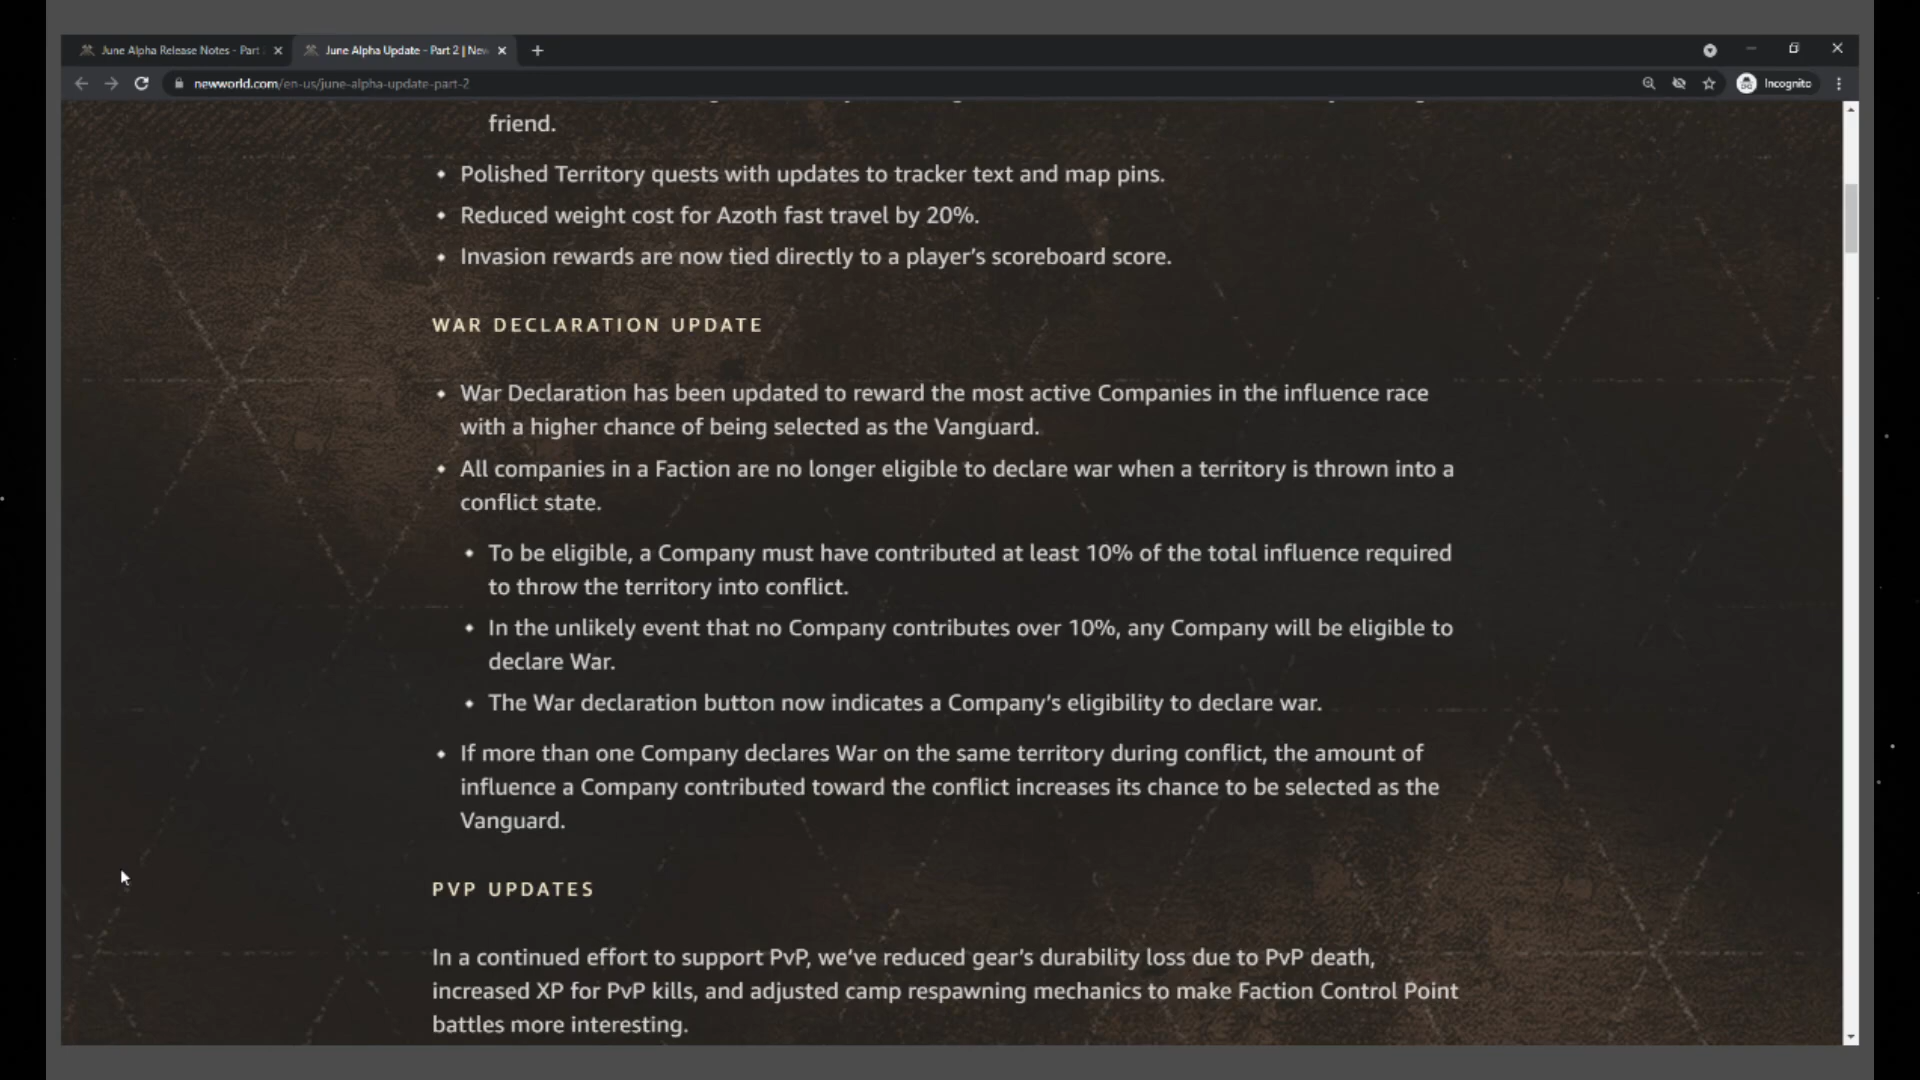 June Alpha Release Notes - Part
June Alpha Update - Part 2 | New
newworld.com/en-us/june-alpha-update-part-2
Incognito
friend.
Polished Territory quests with updates to tracker text and map pins.
Reduced weight cost for Azoth fast travel by 20%.
Invasion rewards are now tied directly to a player's scoreboard score.
WAR DECLARATION UPDATE
War Declaration has been updated to reward the most active Companies in the influence race
with a higher chance of being selected as the Vanguard.
All companies in a Faction are no longer eligible to declare war when a territory is thrown into a
conflict state.
To be eligible, a Company must have contributed at least 10% of the total influence required
to throw the territory into conflict.
In the unlikely event that no Company contributes over 10%, any Company will be eligible to
declare War.
The War declaration button now indicates a Company's eligibility to declare war.
If more than one Company declares War on the same territory during conflict, the amount of
influence a Company contributed toward the conflict increases its chance to be selected as the
Vanguard.
PVP UPDATES
In a continued effort to support PvP, we've reduced gear's durability loss due to PvP death,
increased XP for PvP kills, and adjusted camp respawning mechanics to make Faction Control Point
battles more interesting.